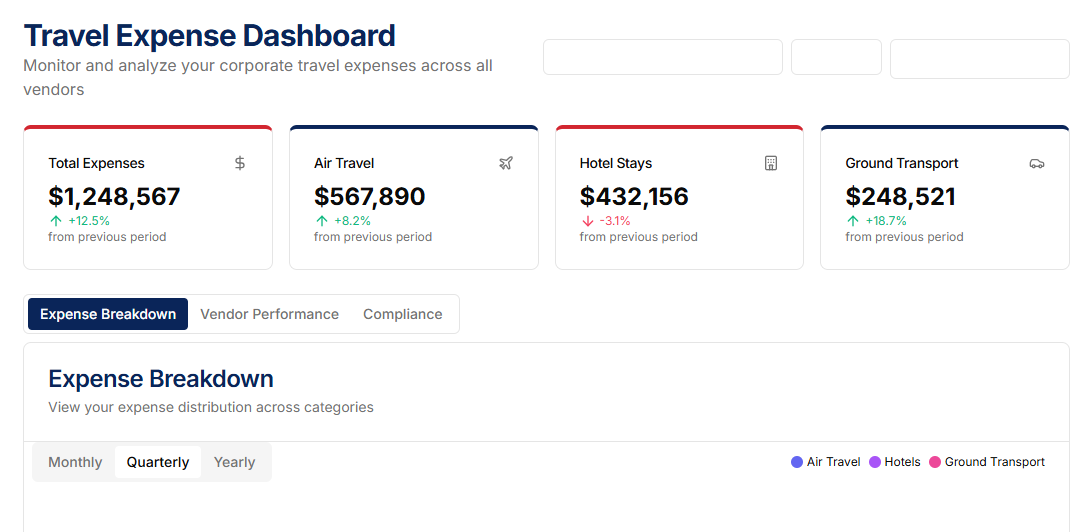 Travel Expense Dashboard
Monitor and analyze your corporate travel expenses across all
vendors
Total Expenses
$1,248,567
+12.5%
from previous period
Air Travel
$567,890
+8.2%
from previous period
Hotel Stays
$432,156
-3.1%
from previous period
Ground Transport
$248,521
+18.7%
from previous period
Expense Breakdown Vendor Performance Compliance
Expense Breakdown
View your expense distribution across categories
Monthly Quarterly Yearly
Air Travel Hotels Ground Transport